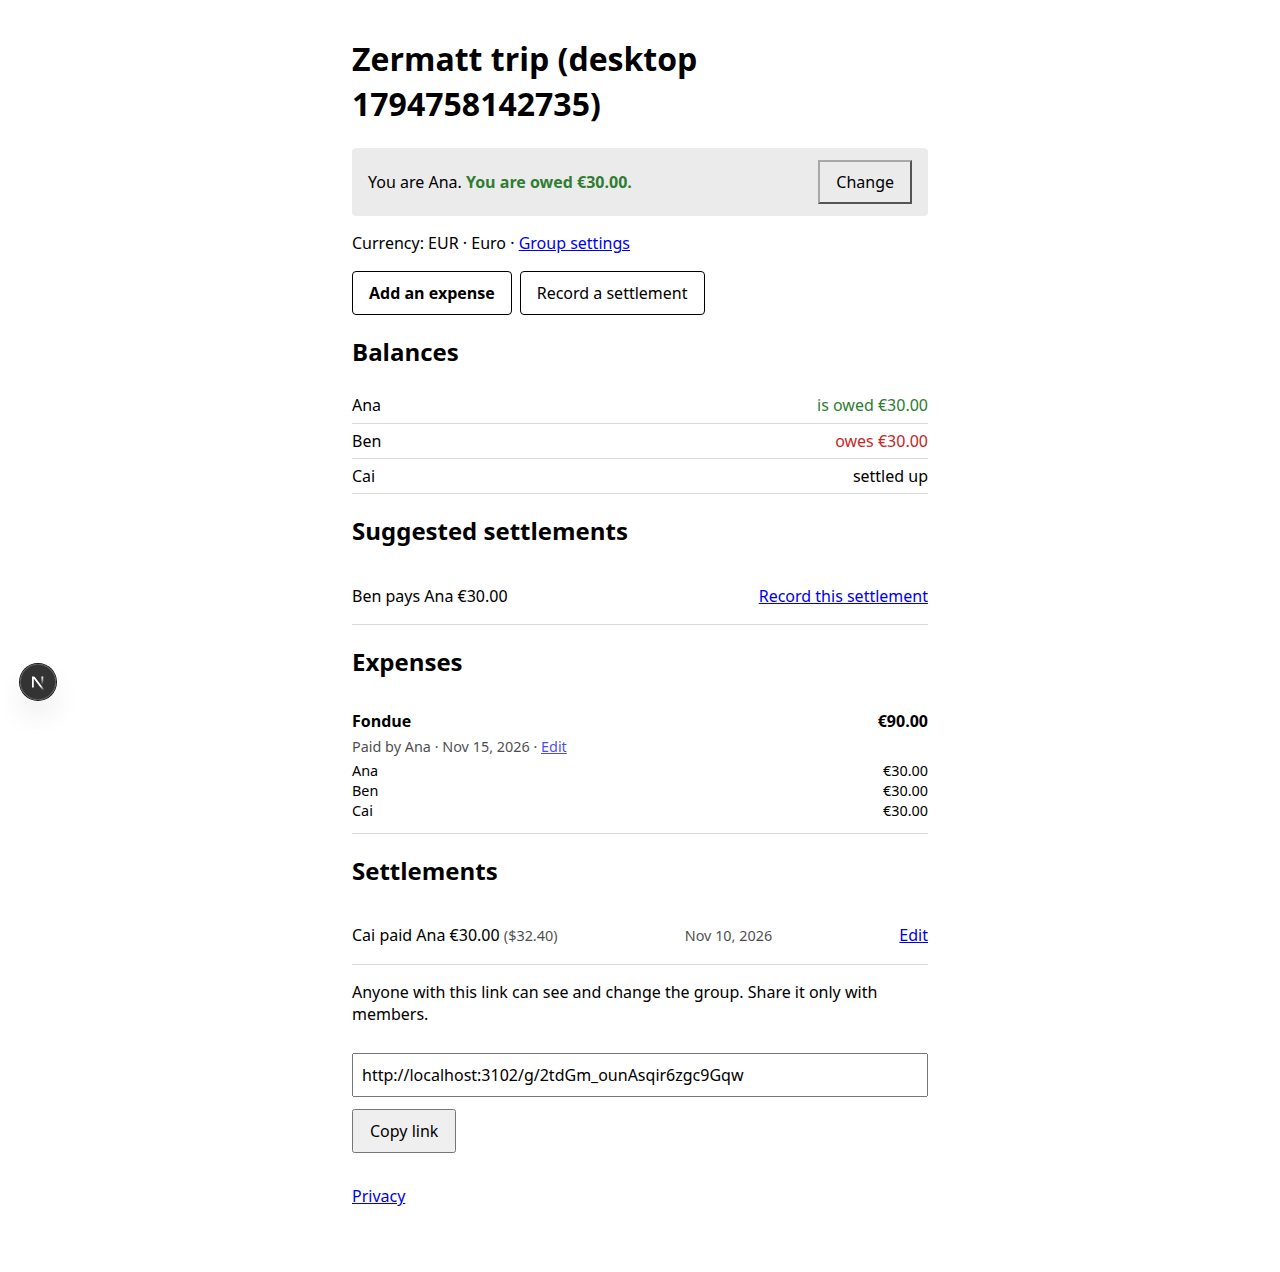 Zermatt trip (desktop
1794758142735)
You are Ana. You are owed €30.00.
Change
Currency: EUR · Euro · Group settings
Add an expense
Record a settlement
Balances
Ana is owed €30.00
Ben owes €30.00
Cai settled up
Suggested settlements
Ben pays Ana €30.00 Record this settlement
Expenses
Fondue €90.00
Paid by Ana · Nov 15, 2026 · Edit
Ana €30.00
Ben €30.00
Cai €30.00
Settlements
Cai paid Ana €30.00 ($32.40) Nov 10, 2026 Edit
Anyone with this link can see and change the group. Share it only with
members.
http://localhost:3102/g/2tdGm_ounAsqir6zgc9Gqw
Copy link
Privacy
N